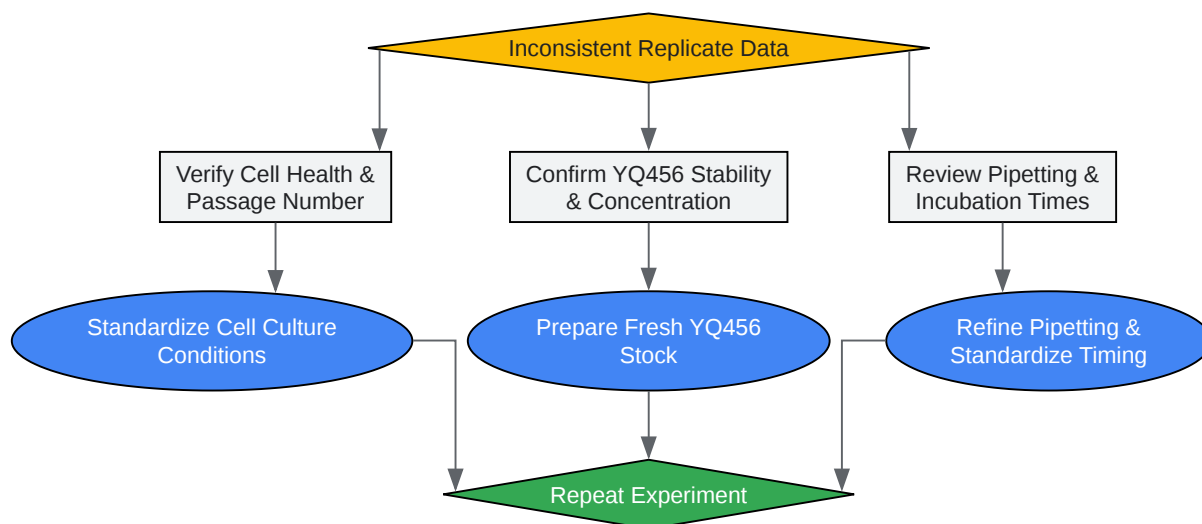 Inconsistent Replicate Data
Verify Cell Health &
Passage Number
Confirm YQ456 Stability
& Concentration
Review Pipetting &
Incubation Times
Standardize Cell Culture
Conditions
Prepare Fresh YQ456
Stock
Refine Pipetting &
Standardize Timing
Repeat Experiment